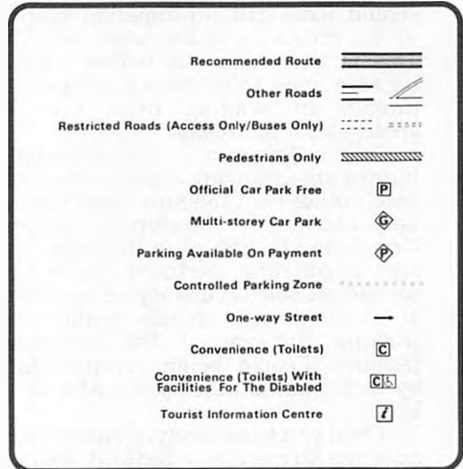 Recommended Route
Other Roads
Restricted Roads (Access Only/Buses Only)
Pedestrians Only
Official Car Park Free P
Multi-storey Car Park G
Parking Available On Payment P
Controlled Parking Zone
One-way Street
Convenience (Toilets) C
Convenience (Toilets) With
Facilities For The Disabled C
Tourist Information Centre i